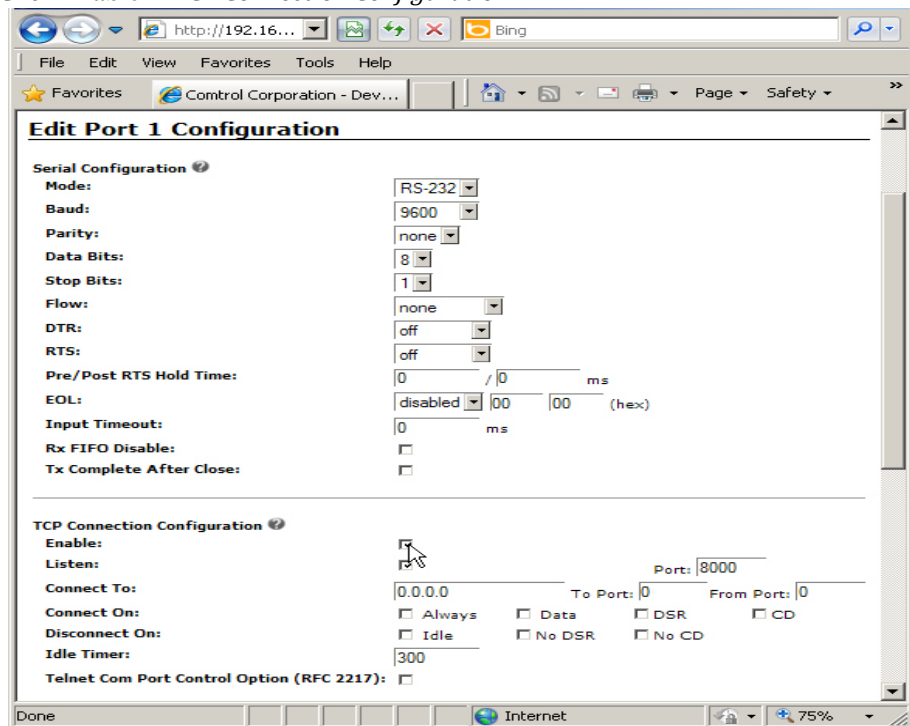 http://192.16...
Bing
File Edit View Favorites Tools Help
Favorites Comtrol Corporation - Dev... Page Safety »
Edit Port 1 Configuration
Serial Configuration ?
Mode: RS-232
Baud: 9600
Parity: none
Data Bits: 8
Stop Bits: 1
Flow: none
DTR: off
RTS: off
Pre/Post RTS Hold Time: 0 / 0 ms
EOL: disabled 00 00 (hex)
Input Timeout: 0 ms
Rx FIFO Disable:
Tx Complete After Close:
TCP Connection Configuration ?
Enable:
Listen: Port: 8000
Connect To: 0.0.0.0 To Port: 0 From Port: 0
Connect On: Always Data DSR CD
Disconnect On: Idle No DSR No CD
Idle Timer: 300
Telnet Com Port Control Option (RFC 2217):
Done Internet 75%